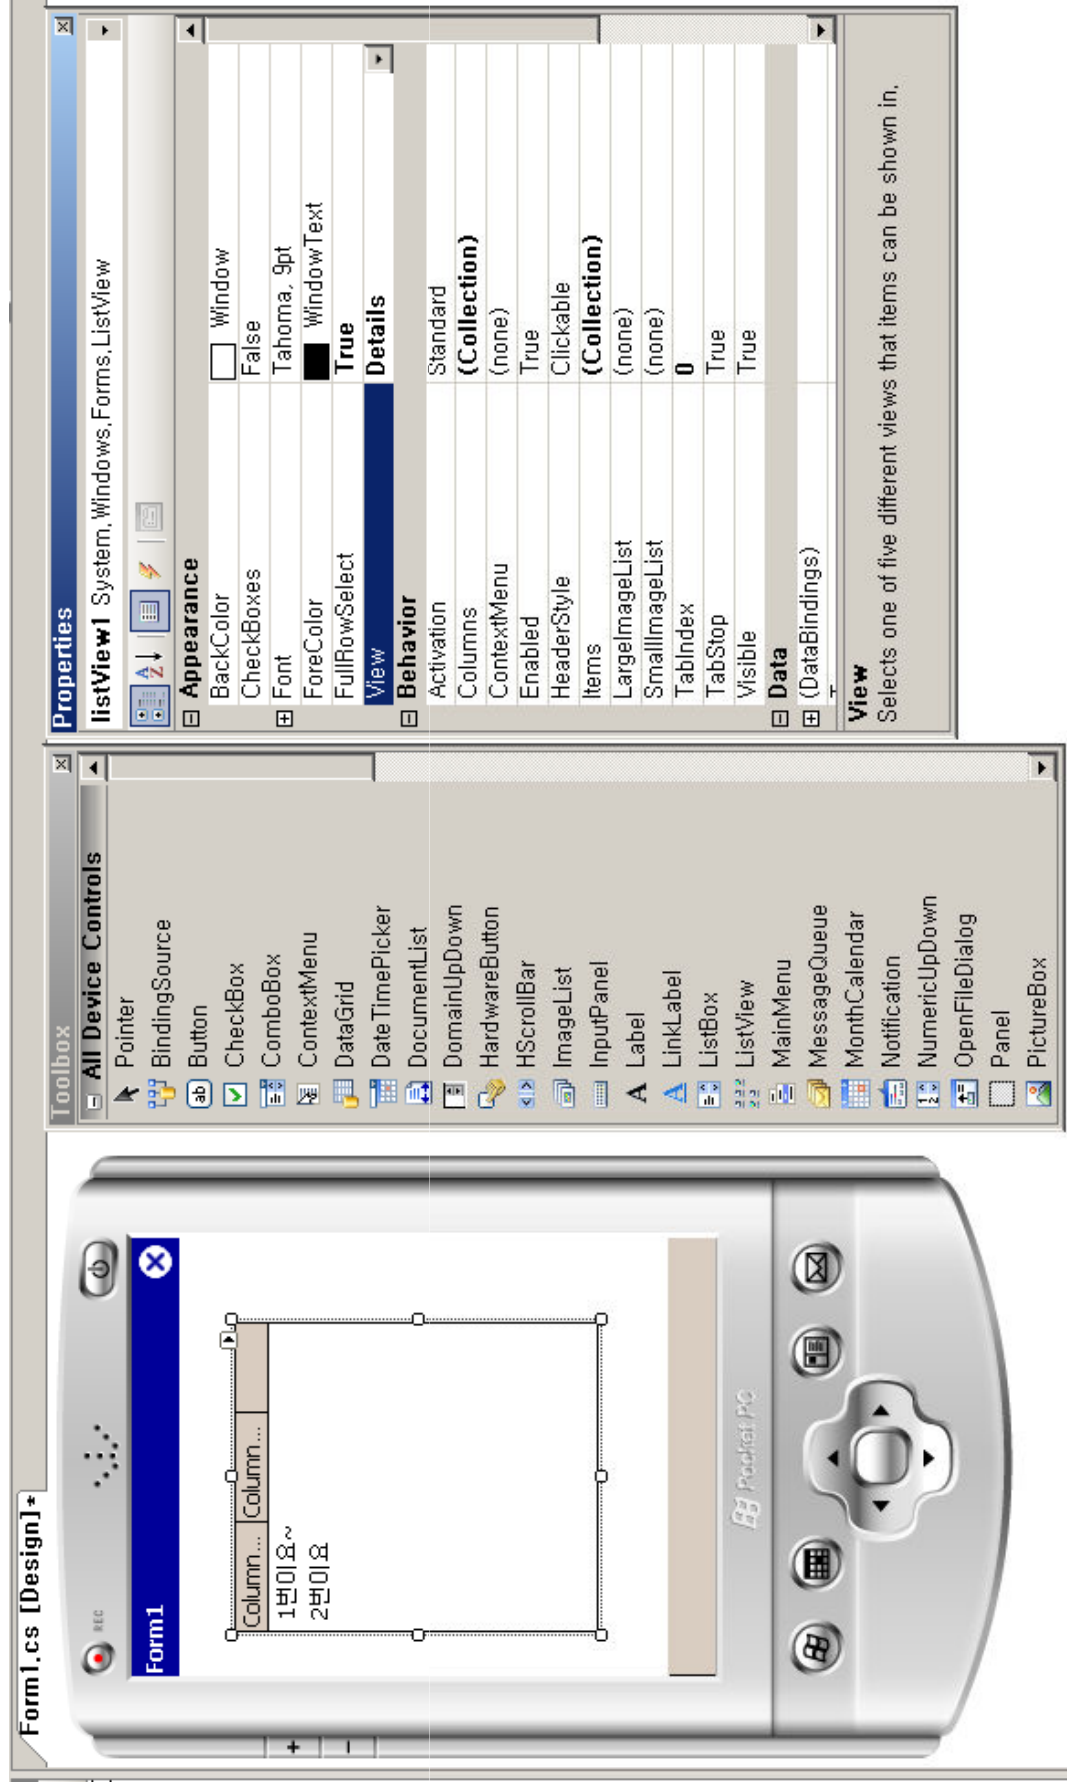 Form1.cs [Design]*
REC
Form1
Column...
Column...
1번이요~
2번이요
Pocket PC
+
-
Toolbox
All Device Controls
Pointer
BindingSource
Button
CheckBox
ComboBox
ContextMenu
DataGrid
DateTimePicker
DocumentList
DomainUpDown
HardwareButton
HScrollBar
ImageList
InputPanel
Label
LinkLabel
ListBox
ListView
MainMenu
MessageQueue
MonthCalendar
Notification
NumericUpDown
OpenFileDialog
Panel
PictureBox
Properties
listView1 System.Windows.Forms.ListView
Appearance
BackColor Window
CheckBoxes False
Font Tahoma, 9pt
ForeColor WindowText
FullRowSelect True
View Details
Behavior
Activation Standard
Columns (Collection)
ContextMenu (none)
Enabled True
HeaderStyle Clickable
Items (Collection)
LargeImageList (none)
SmallImageList (none)
TabIndex 0
TabStop True
Visible True
Data
(DataBindings)
View
Selects one of five different views that items can be shown in.